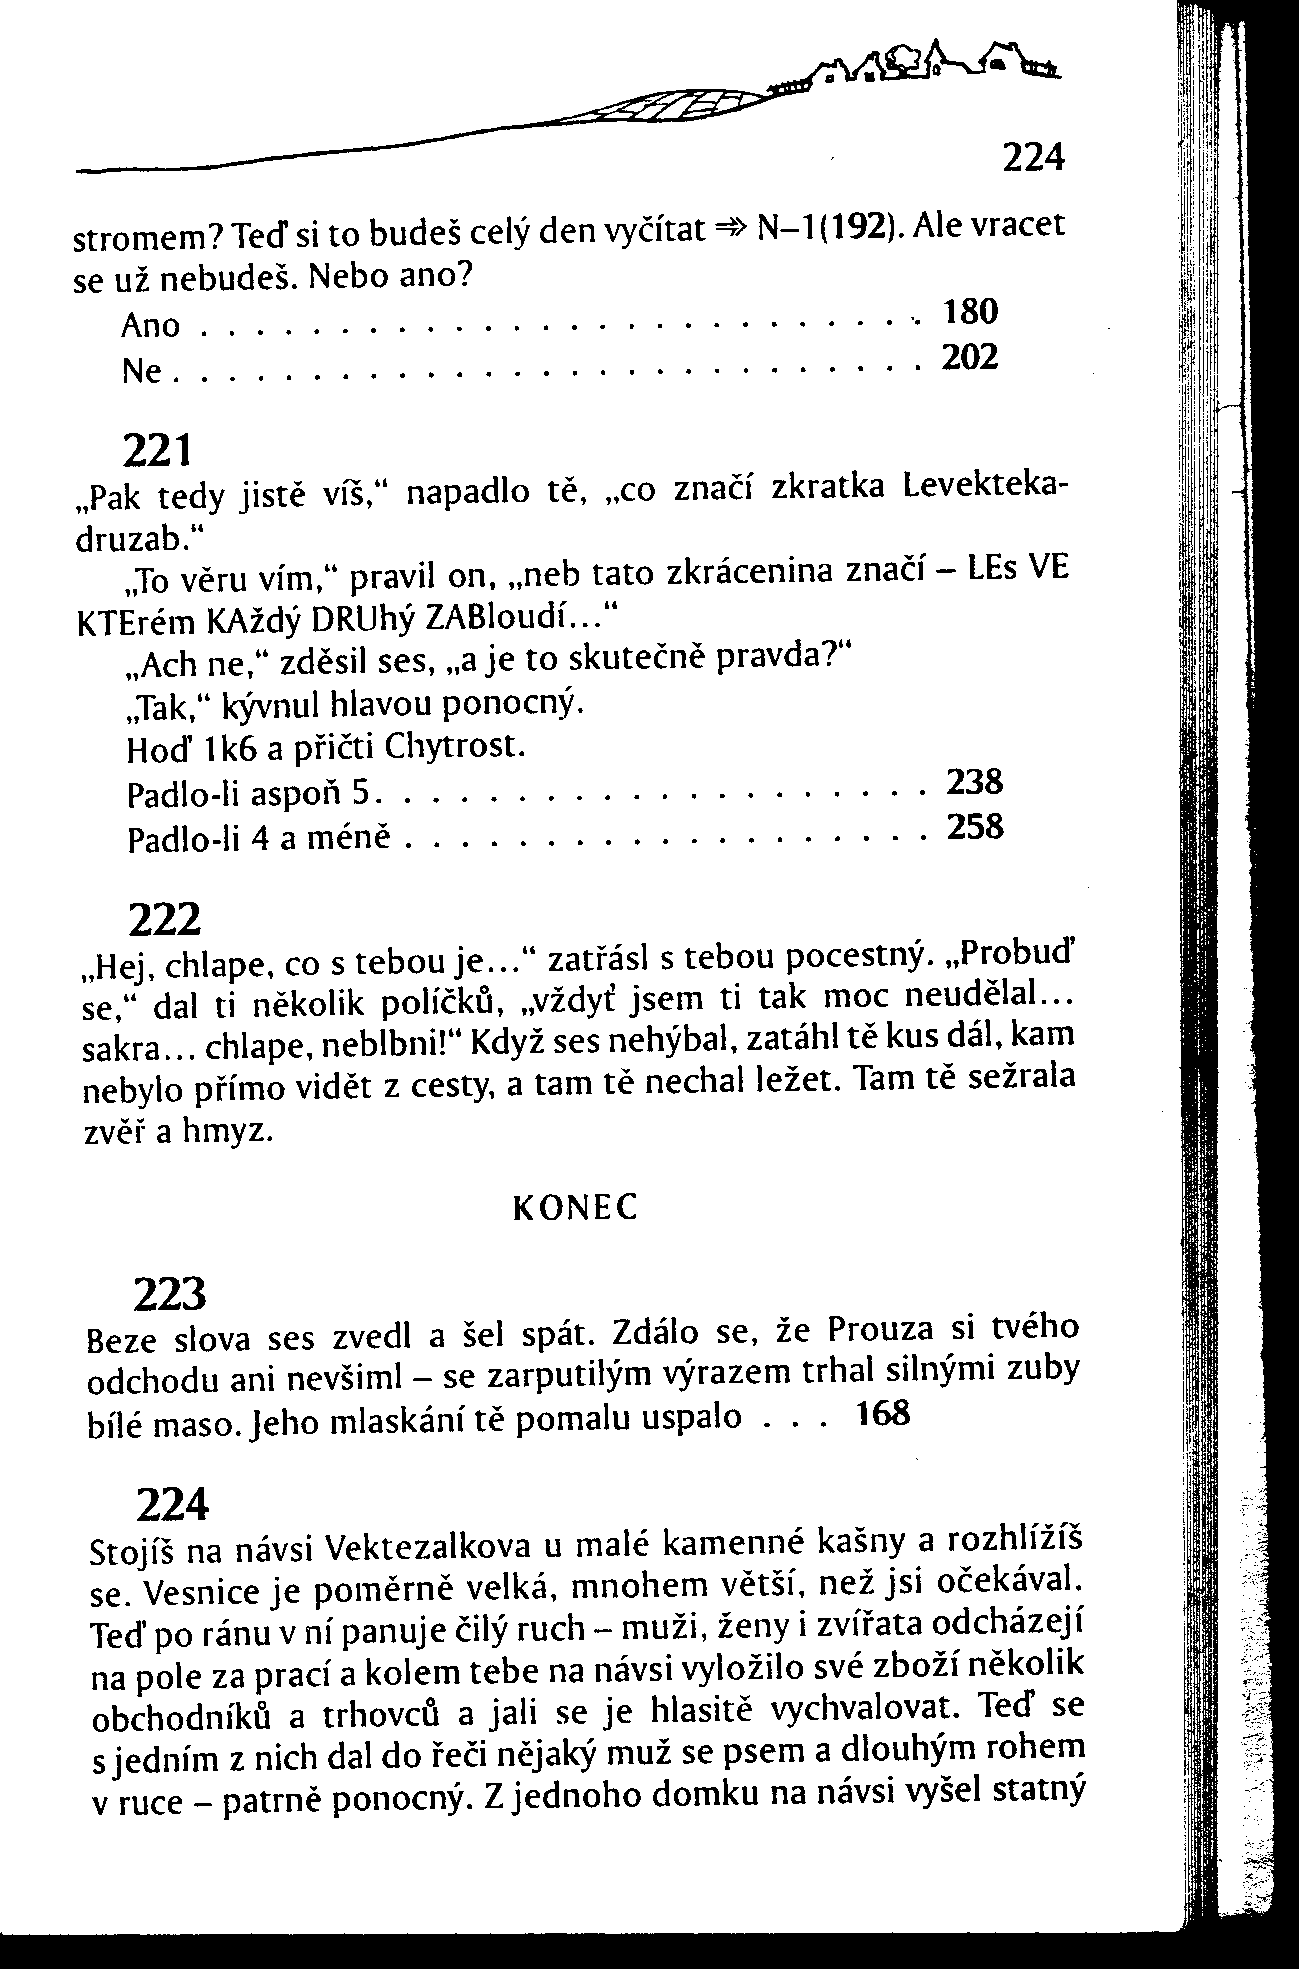 224
stromem? Teď si to budeš celý den vyčítat ⇒> N–1(192). Ale vracet
se už nebudeš. Nebo ano?
Ano . . . . . . . . . . . . . . . . . . . . . . . . . . 180
Ne . . . . . . . . . . . . . . . . . . . . . . . . . . . 202
221
„Pak tedy jistě víš,“ napadlo tě, „co značí zkratka Levekteka-
druzab.“
„To věru vím,“ pravil on, „neb tato zkrácenina značí – LEs VE
KTErém KAždý DRUhý ZABloudí...“
„Ach ne,“ zděsil ses, „a je to skutečně pravda?“
„Tak,“ kývnul hlavou ponocný.
Hoď 1k6 a přičti Chytrost.
Padlo-li aspoň 5. . . . . . . . . . . . . . . . . . . . 238
Padlo-li 4 a méně . . . . . . . . . . . . . . . . . . . 258
222
„Hej, chlape, co s tebou je...“ zatřásl s tebou pocestný. „Probuď
se,“ dal ti několik políčků, „vždyť jsem ti tak moc neudělal...
sakra... chlape, neblbni!“ Když ses nehýbal, zatáhl tě kus dál, kam
nebylo přímo vidět z cesty, a tam tě nechal ležet. Tam tě sežrala
zvěř a hmyz.
KONEC
223
Beze slova ses zvedl a šel spát. Zdálo se, že Prouza si tvého
odchodu ani nevšiml – se zarputilým výrazem trhal silnými zuby
bílé maso. Jeho mlaskání tě pomalu uspalo . . . 168
224
Stojíš na návsi Vektezalkova u malé kamenné kašny a rozhlížíš
se. Vesnice je poměrně velká, mnohem větší, než jsi očekával.
Teď po ránu v ní panuje čilý ruch – muži, ženy i zvířata odcházejí
na pole za prací a kolem tebe na návsi vyložilo své zboží několik
obchodníků a trhovců a jali se je hlasitě vychvalovat. Teď se
s jedním z nich dal do řeči nějaký muž se psem a dlouhým rohem
v ruce – patrně ponocný. Z jednoho domku na návsi vyšel statný